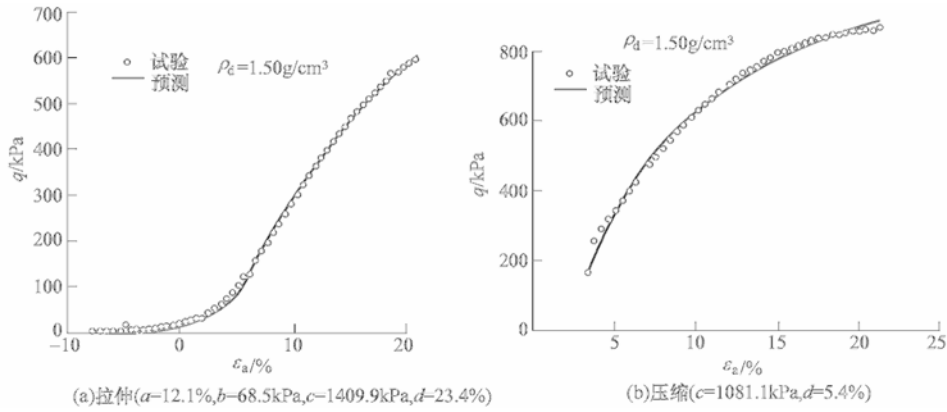 700
600
500
400
300
200
100
0
q/kPa
○ 试验
— 预测
ρd=1.50g/cm³
-10
0
10
20
εa/%
(a)拉伸(a=12.1%,b=68.5kPa,c=1409.9kPa,d=23.4%)
800
600
400
200
0
q/kPa
ρd=1.50g/cm³
○ 试验
— 预测
5
10
15
20
25
εa/%
(b)压缩(c=1081.1kPa,d=5.4%)